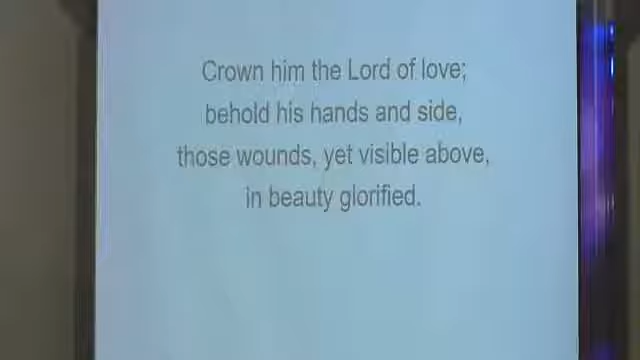 Crown him the Lord of love;
behold his hands and side,
those wounds, yet visible above,
in beauty glorified.